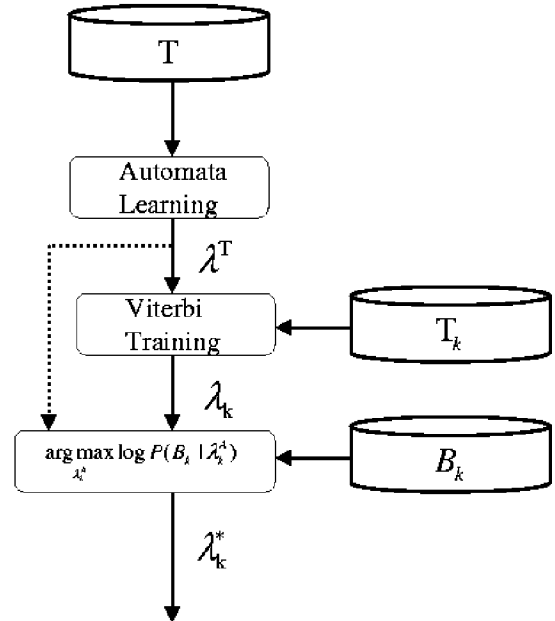 T
Automata
Learning
λ^T
Viterbi
Training
T_k
λ_k
arg max log P(B_k | λ_k^A)
λ_k^A
B_k
λ_k^*